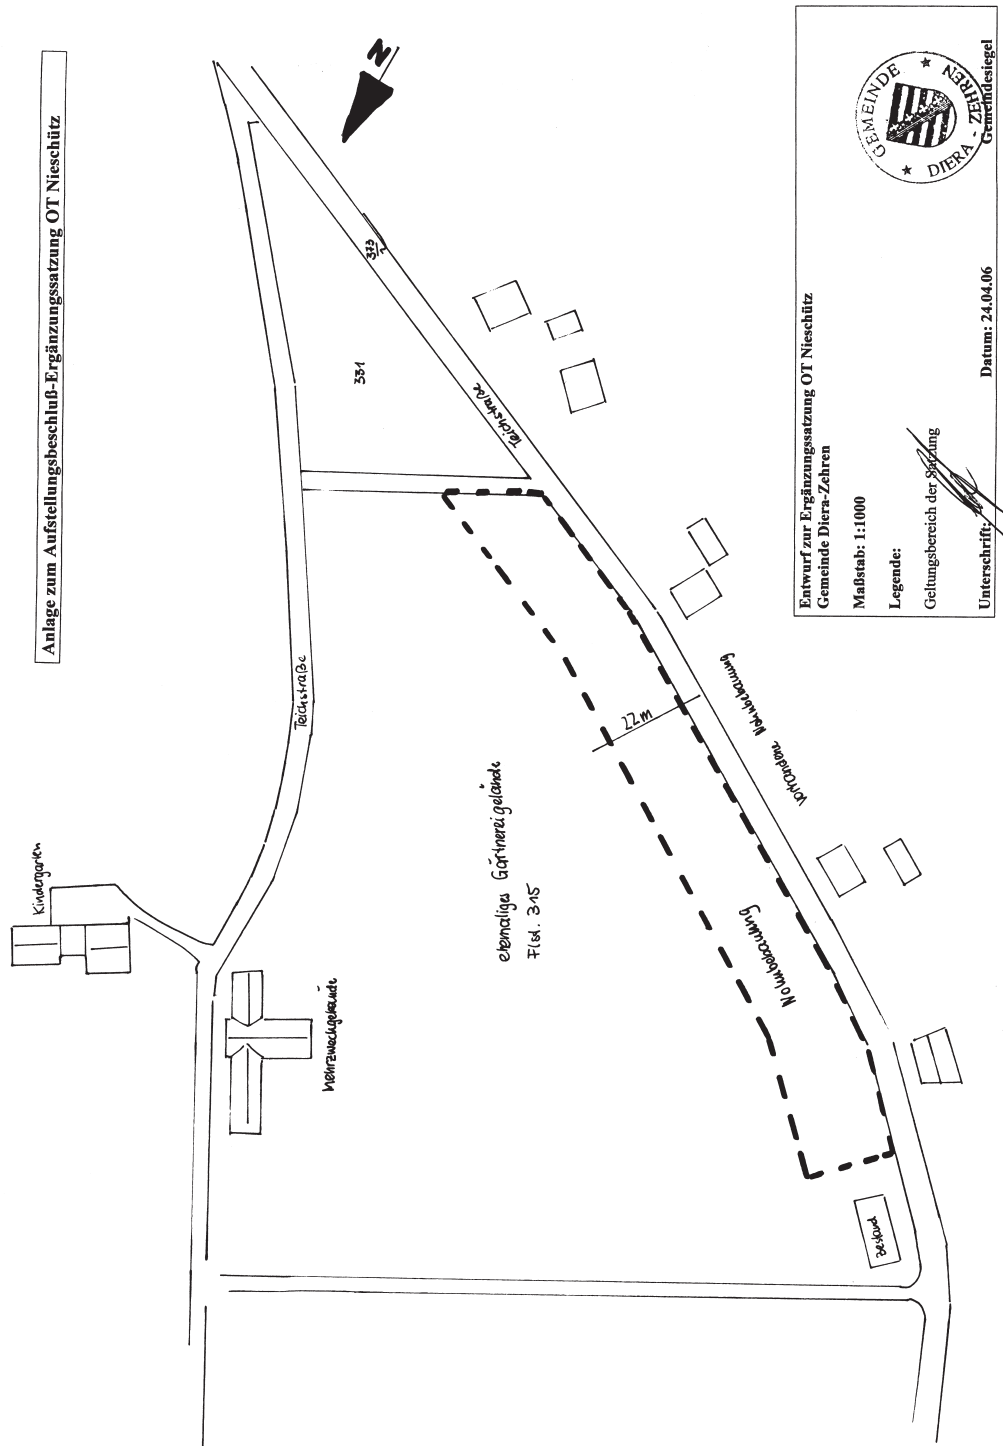 Anlage zum Aufstellungsbeschluß-Ergänzungssatzung OT Nieschütz
Kindergarten
Mehrzweckgebäude
Teichstraße
N
373
2
331
Teichstraße
ehemaliges Gärtnereigelände
Flst. 315
22m
Wohnbebauung
vorhandene Wohnbebauung
Bestand
Entwurf zur Ergänzungssatzung OT Nieschütz
Gemeinde Diera-Zehren
Maßstab: 1:1000
Legende:
Geltungsbereich der Satzung
Unterschrift:
Datum: 24.04.06
Gemeindesiegel
GEMEINDE
DIERA - ZEHREN